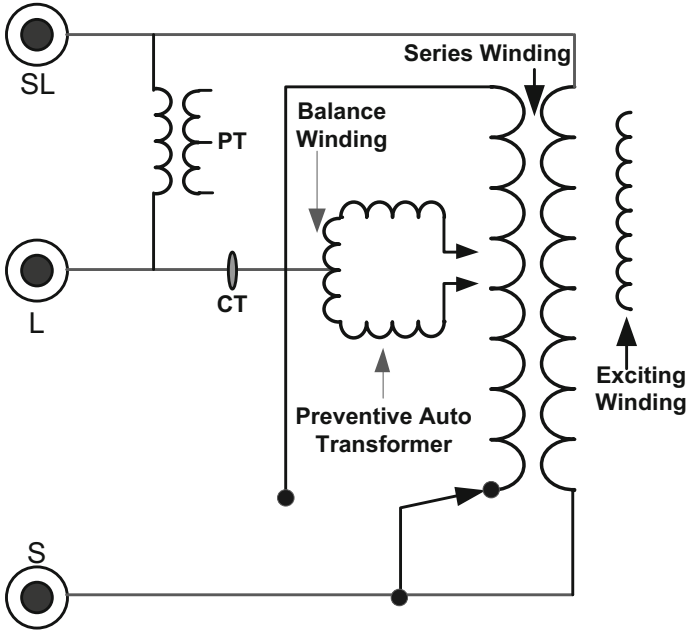 SL
Series Winding
Balance
Winding
PT
L
CT
Exciting
Winding
Preventive Auto
Transformer
S